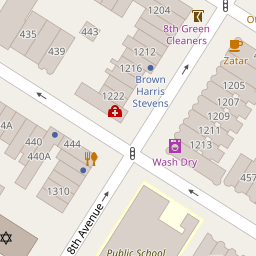 1204
8th Green
Cleaners
443
435
1212
439
Ot
1216
Zatar
Brown
Harris
Stevens
1205
1222
1207
1209
1211
1213
4A
440
444
440A
Wash Dry
457
1310
8th Avenue
Public School